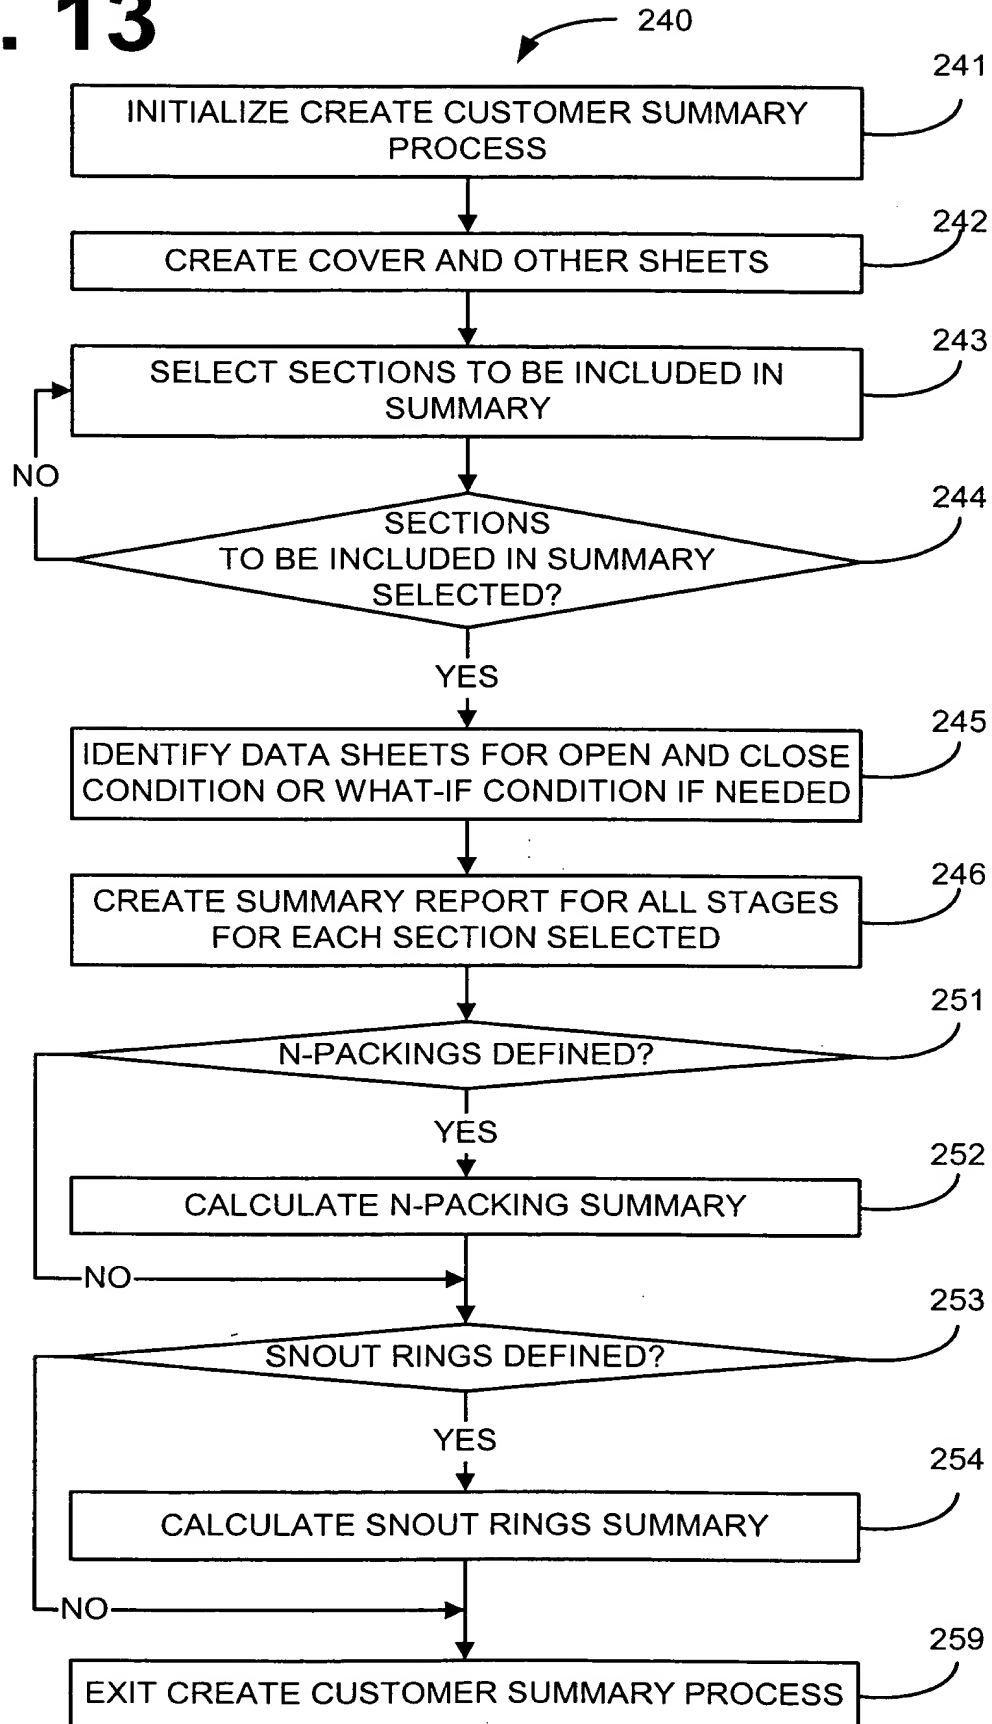 . 13
240
241
INITIALIZE CREATE CUSTOMER SUMMARY
PROCESS
242
CREATE COVER AND OTHER SHEETS
243
SELECT SECTIONS TO BE INCLUDED IN
SUMMARY
NO
244
SECTIONS
TO BE INCLUDED IN SUMMARY
SELECTED?
YES
245
IDENTIFY DATA SHEETS FOR OPEN AND CLOSE
CONDITION OR WHAT-IF CONDITION IF NEEDED
246
CREATE SUMMARY REPORT FOR ALL STAGES
FOR EACH SECTION SELECTED
251
N-PACKINGS DEFINED?
YES
252
CALCULATE N-PACKING SUMMARY
NO
253
SNOUT RINGS DEFINED?
YES
254
CALCULATE SNOUT RINGS SUMMARY
NO
259
EXIT CREATE CUSTOMER SUMMARY PROCESS